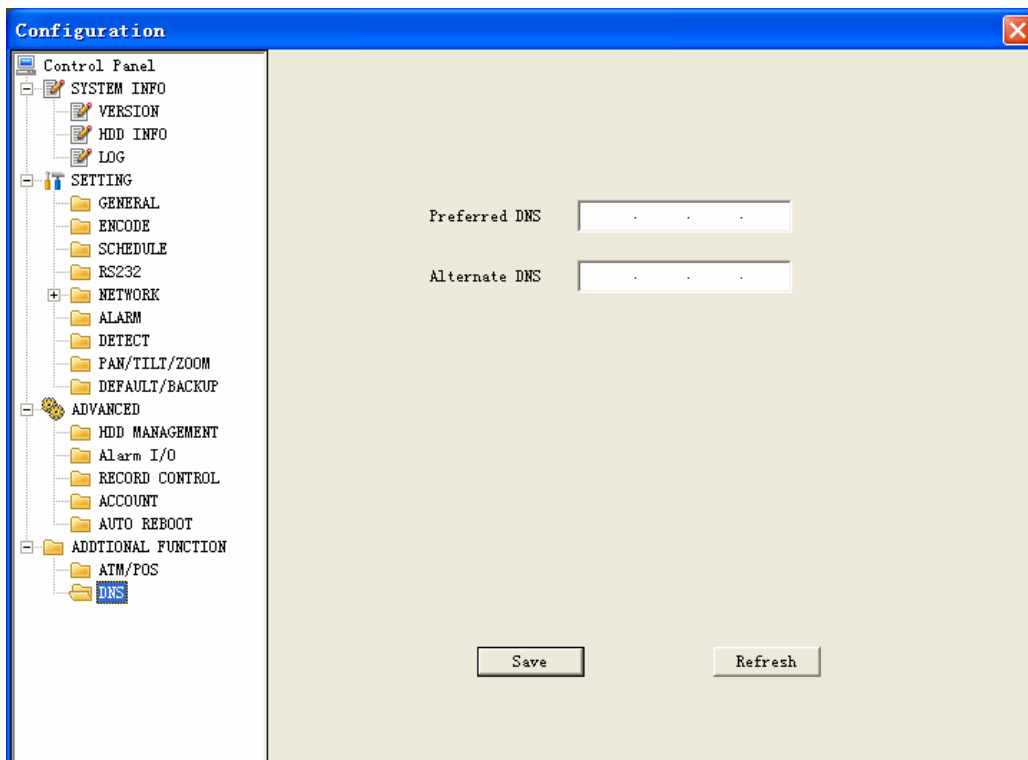 Configuration
Control Panel
SYSTEM INFO
VERSION
HDD INFO
LOG
SETTING
GENERAL
ENCODE
SCHEDULE
RS232
NETWORK
ALARM
DETECT
PAN/TILT/ZOOM
DEFAULT/BACKUP
ADVANCED
HDD MANAGEMENT
Alarm I/O
RECORD CONTROL
ACCOUNT
AUTO REBOOT
ADDTIONAL FUNCTION
ATM/POS
DNS
Preferred DNS . . .
Alternate DNS . . .
Save
Refresh